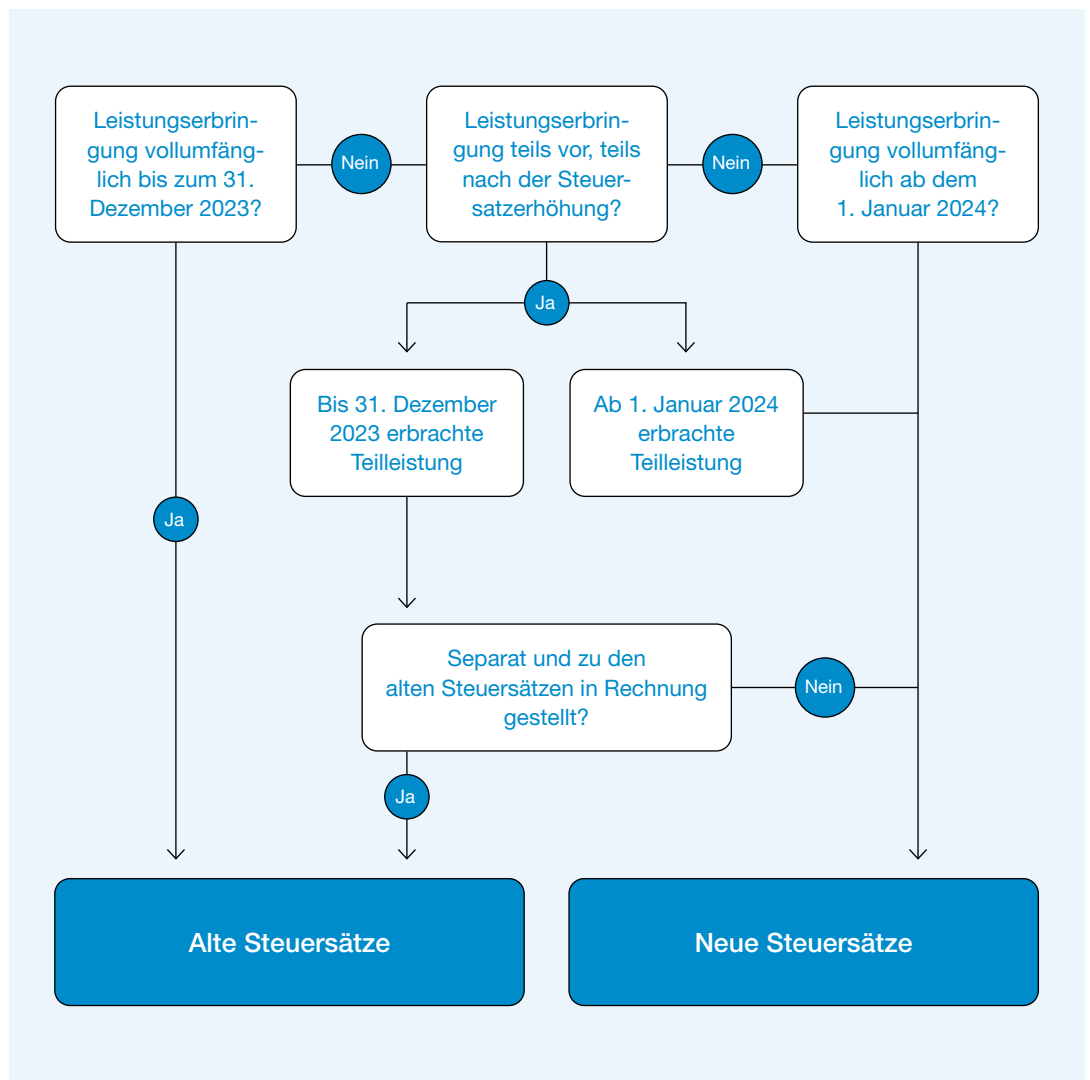 Leistungserbrin-
gung vollumfäng-
lich bis zum 31.
Dezember 2023?
Nein
Leistungserbrin-
gung teils vor, teils
nach der Steuer-
satzerhöhung?
Nein
Leistungserbrin-
gung vollumfäng-
lich ab dem
1. Januar 2024?
Ja
Bis 31. Dezember
2023 erbrachte
Teilleistung
Ab 1. Januar 2024
erbrachte
Teilleistung
Ja
Separat und zu den
alten Steuersätzen in Rechnung
gestellt?
Nein
Ja
Alte Steuersätze
Neue Steuersätze